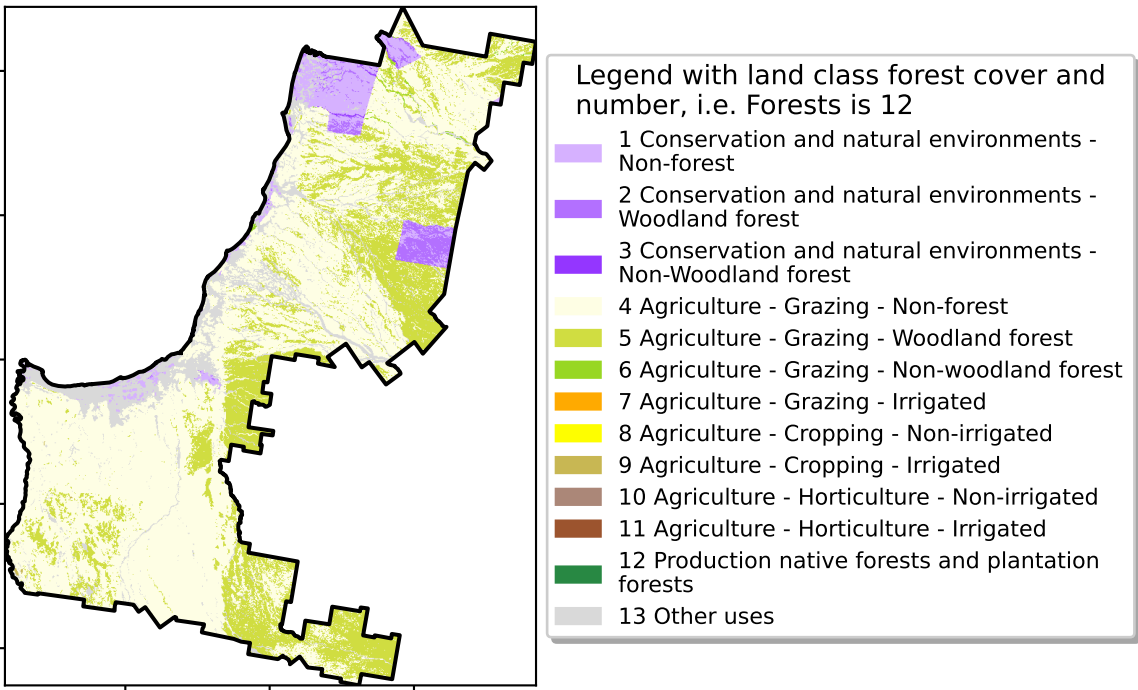 Legend with land class forest cover and
number, i.e. Forests is 12
1 Conservation and natural environments -
Non-forest
2 Conservation and natural environments -
Woodland forest
3 Conservation and natural environments -
Non-Woodland forest
4 Agriculture - Grazing - Non-forest
5 Agriculture - Grazing - Woodland forest
6 Agriculture - Grazing - Non-woodland forest
7 Agriculture - Grazing - Irrigated
8 Agriculture - Cropping - Non-irrigated
9 Agriculture - Cropping - Irrigated
10 Agriculture - Horticulture - Non-irrigated
11 Agriculture - Horticulture - Irrigated
12 Production native forests and plantation
forests
13 Other uses